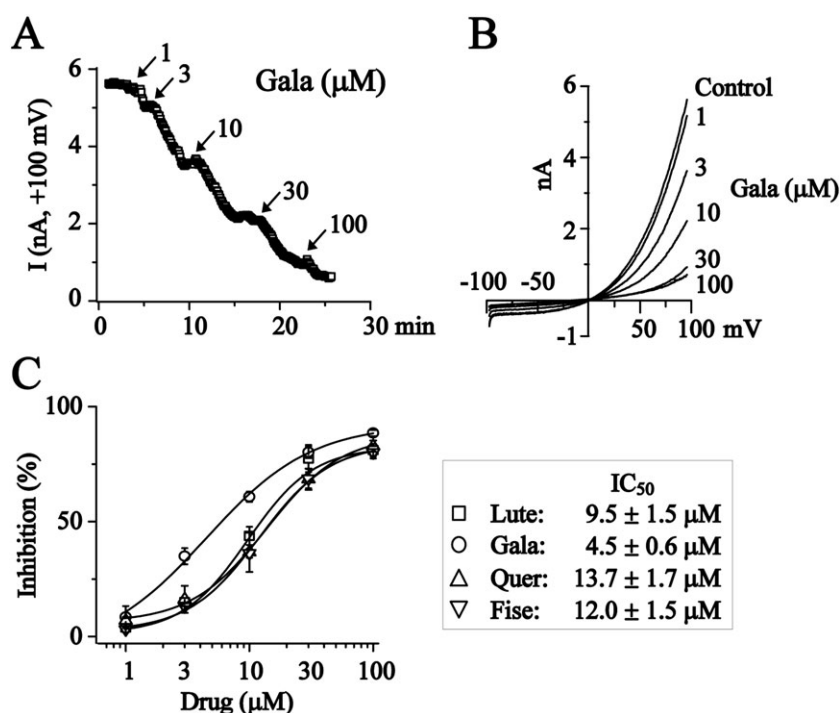 A
Gala (μM)
1
3
10
30
100
6
4
2
0
I (nA, +100 mV)
0 10 20 30 min
B
6
4
2
-1
nA
-100 -50
50 100 mV
Control
1
3
Gala (μM)
10
30
100
C
100
50
0
Inhibition (%)
1 3 10 30 100
Drug (μM)
IC50
Lute: 9.5 ± 1.5 μM
Gala: 4.5 ± 0.6 μM
Quer: 13.7 ± 1.7 μM
Fise: 12.0 ± 1.5 μM